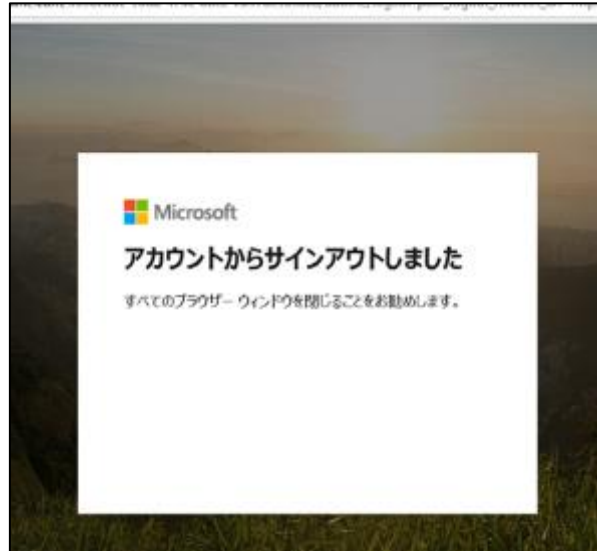 Microsoft
アカウントからサインアウトしました
すべてのブラウザー ウィンドウを閉じることをお勧めします。